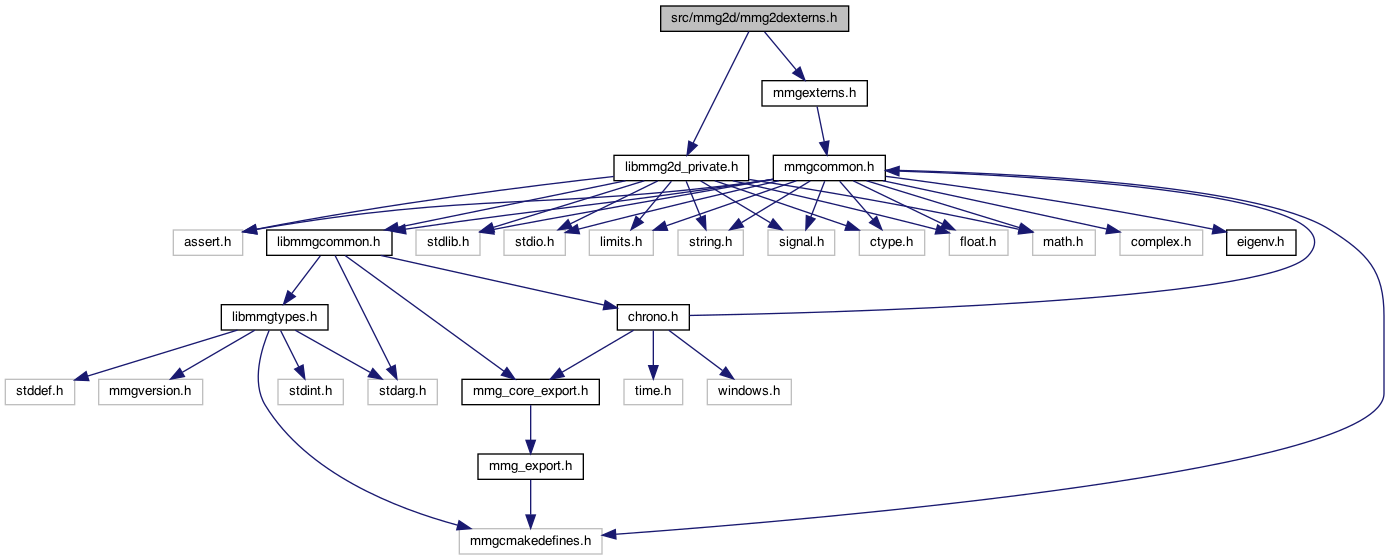 src/mmg2d/mmg2dexterns.h
mmgexterns.h
libmmg2d_private.h
mmgcommon.h
assert.h
libmmgcommon.h
stdlib.h
stdio.h
limits.h
string.h
signal.h
ctype.h
float.h
math.h
complex.h
eigenv.h
libmmgtypes.h
chrono.h
stddef.h
mmgversion.h
stdint.h
stdarg.h
mmg_core_export.h
time.h
windows.h
mmg_export.h
mmgcmakedefines.h